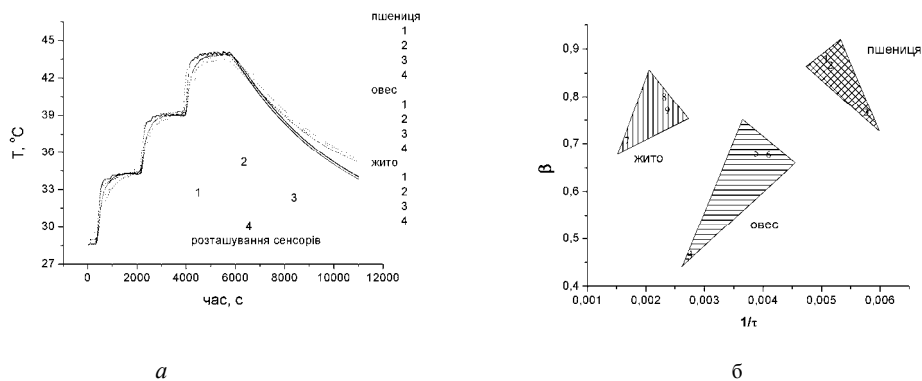 пшениця
1
2
3
4
овес
1
2
3
4
жито
1
2
3
4
45
42
39
36
33
30
27
T, °C
1
2
3
4
розташування сенсорів
0 2000 4000 6000 8000 10000 12000
час, с
а
0,9
0,8
0,7
0,6
0,5
0,4
β
пшениця
жито
овес
0,001 0,002 0,003 0,004 0,005 0,006
1/τ
б